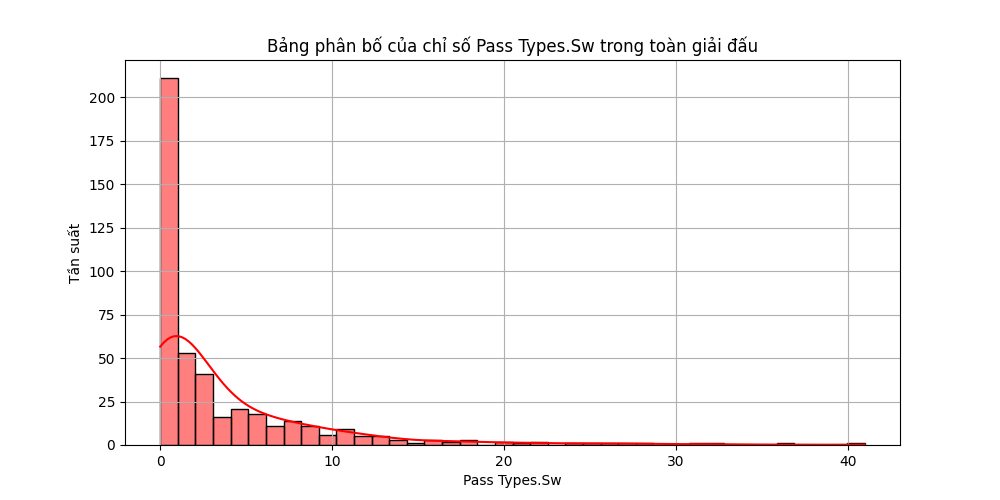 Bảng phân bố của chỉ số Pass Types.Sw trong toàn giải đấu
Tần suất
200
175
150
125
100
75
50
25
0
0 10 20 30 40
Pass Types.Sw